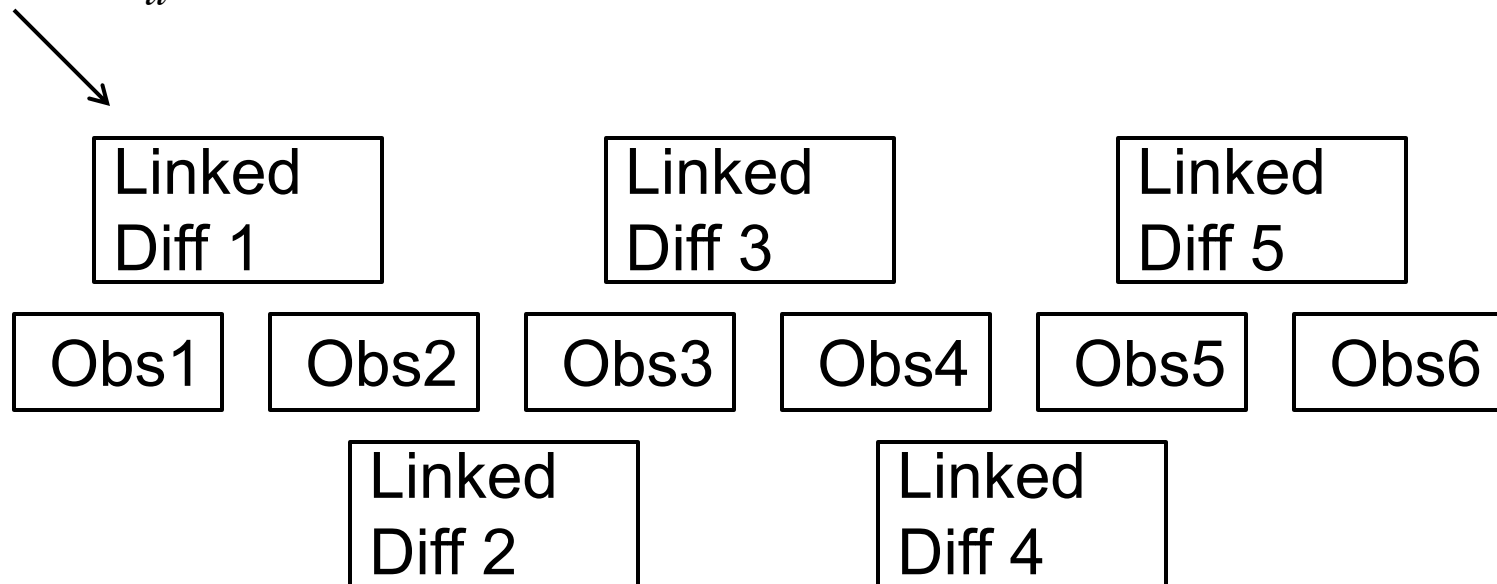 Linked
Diff 1
Linked
Diff 3
Linked
Diff 5
Obs1
Obs2
Obs3
Obs4
Obs5
Obs6
Linked
Diff 2
Linked
Diff 4